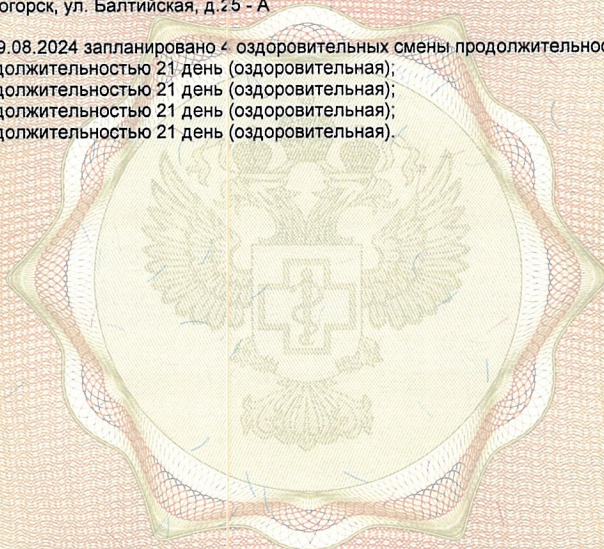 огорск, ул. Балтийская, д.25 - А
9.08.2024 запланировано 4 оздоровительных смены продолжительнос
должительностью 21 день (оздоровительная);
должительностью 21 день (оздоровительная);
должительностью 21 день (оздоровительная);
должительностью 21 день (оздоровительная).